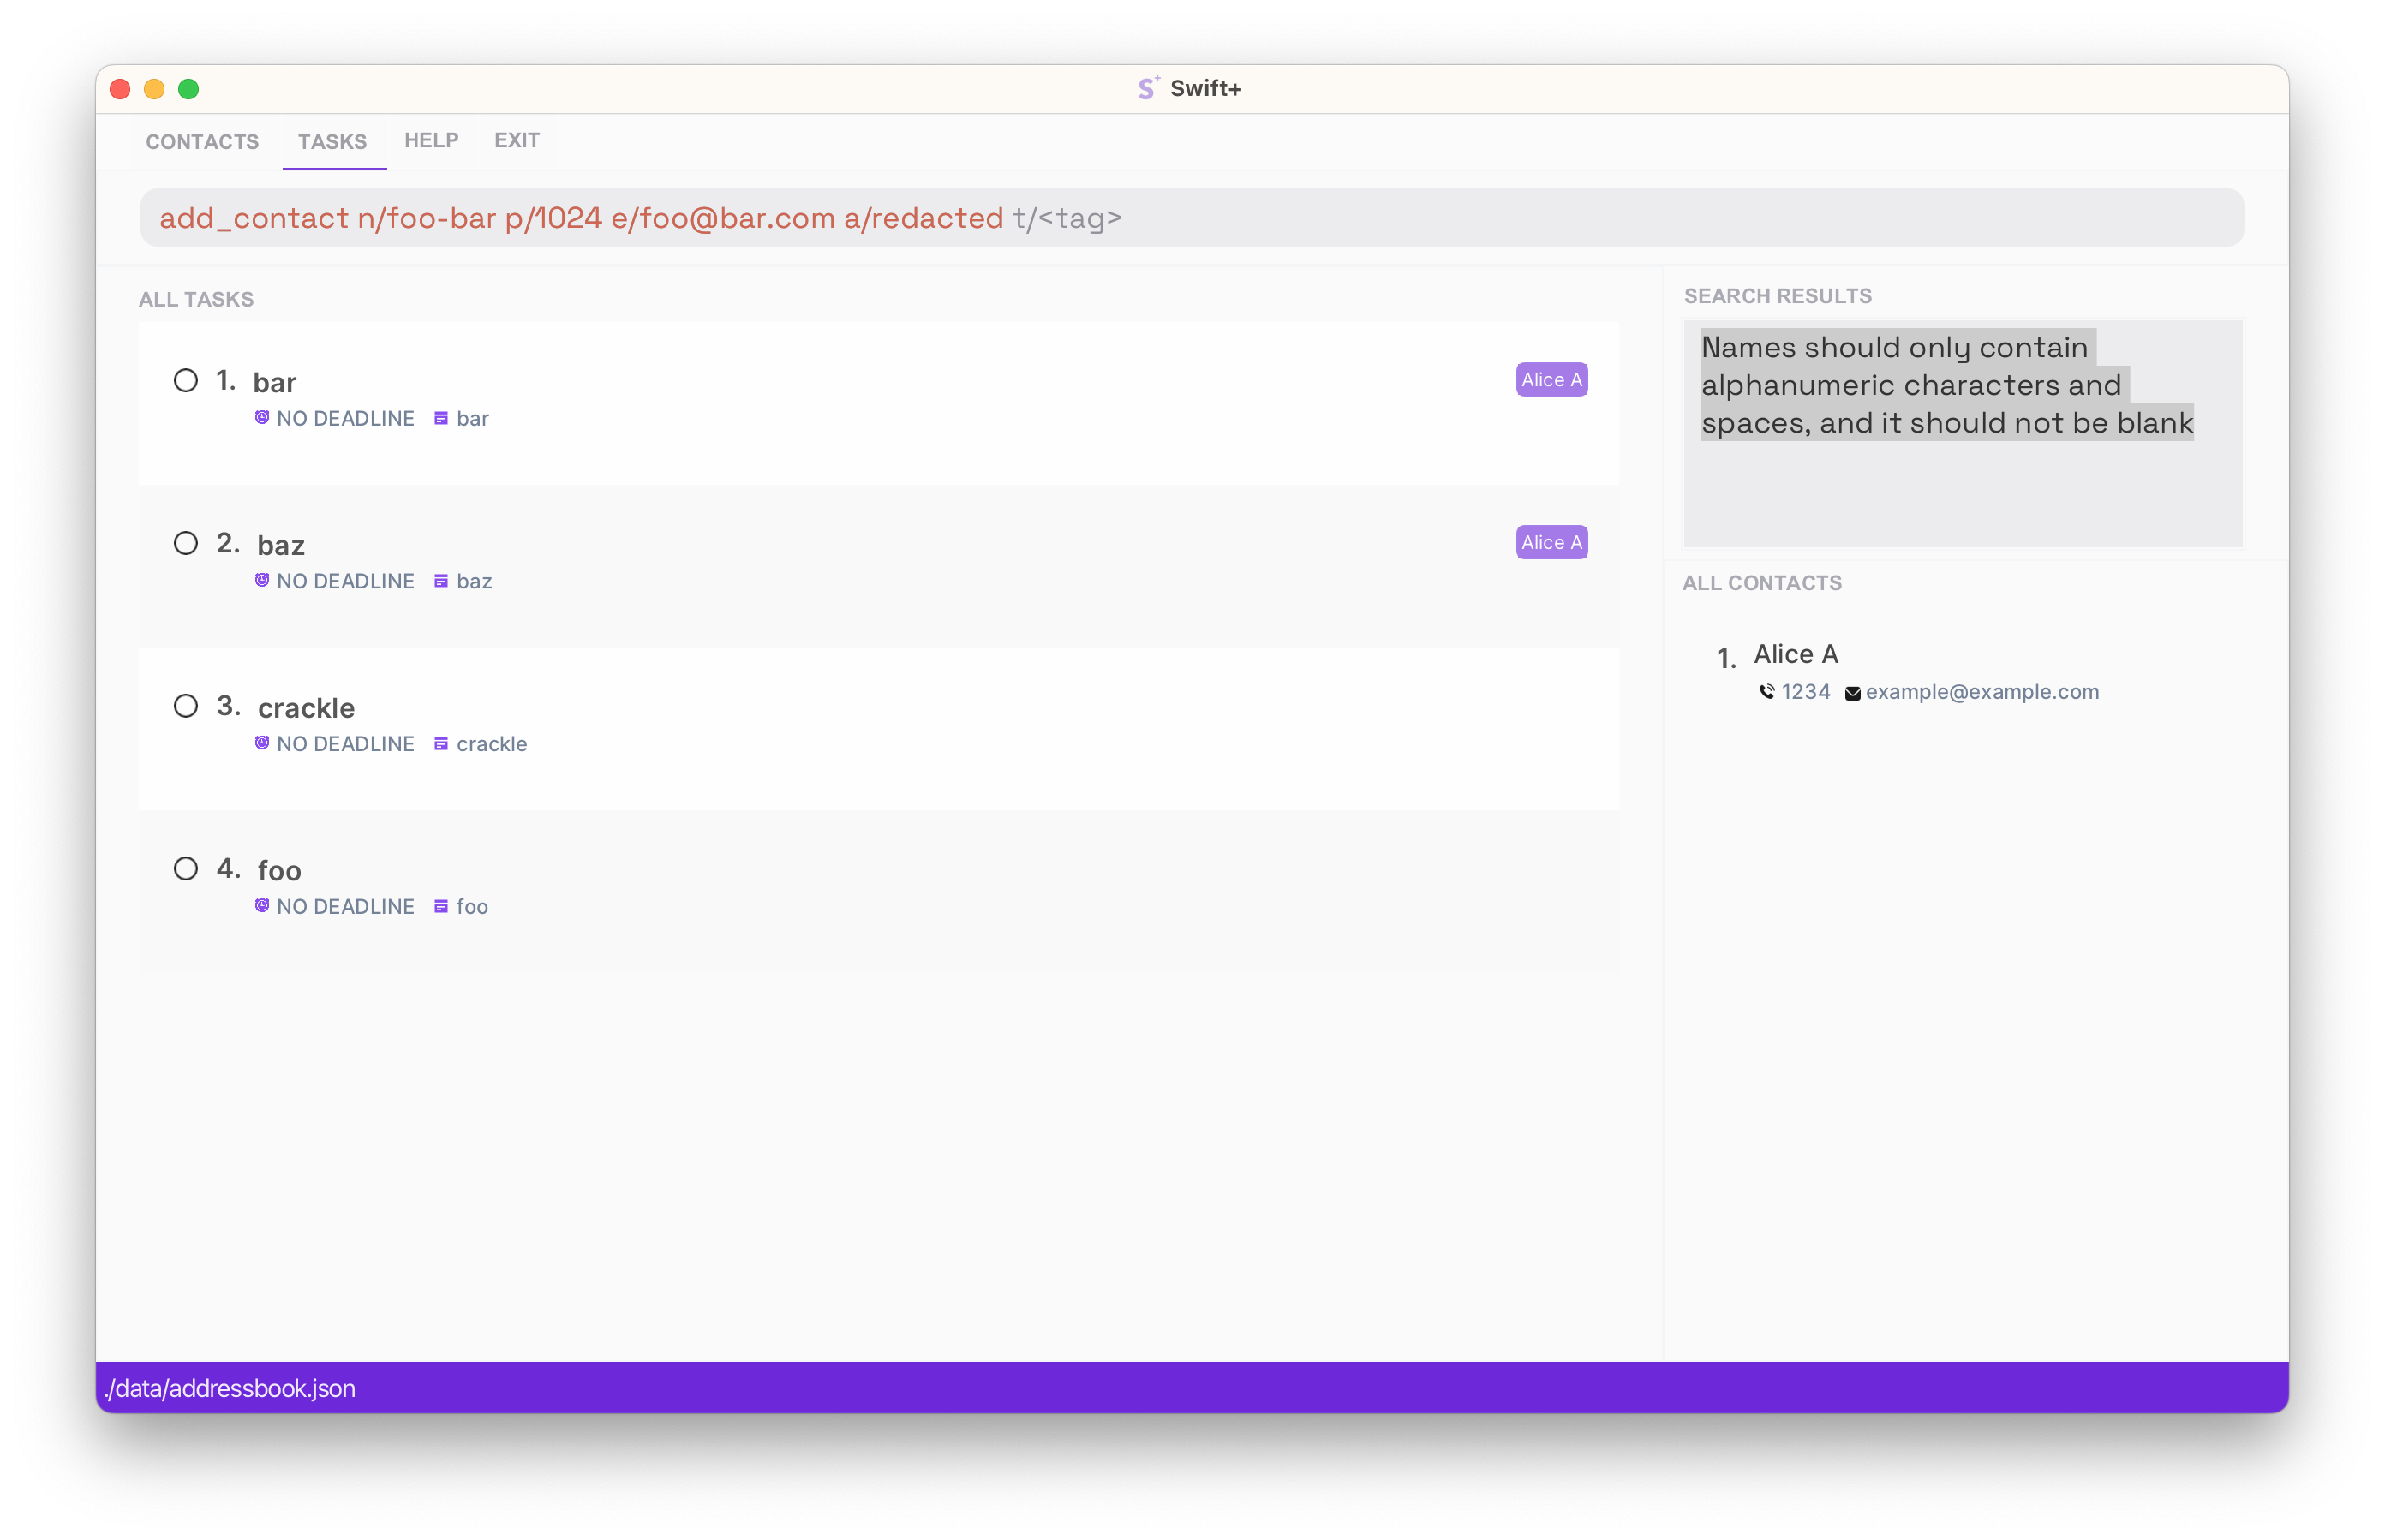 Swift+
CONTACTS TASKS HELP EXIT
add_contact n/foo-bar p/1024 e/foo@bar.com a/redacted t/<tag>
ALL TASKS
1. bar
Alice A
NO DEADLINE bar
2. baz
Alice A
NO DEADLINE baz
3. crackle
NO DEADLINE crackle
4. foo
NO DEADLINE foo
SEARCH RESULTS
Names should only contain
alphanumeric characters and
spaces, and it should not be blank
ALL CONTACTS
1. Alice A
1234 example@example.com
./data/addressbook.json